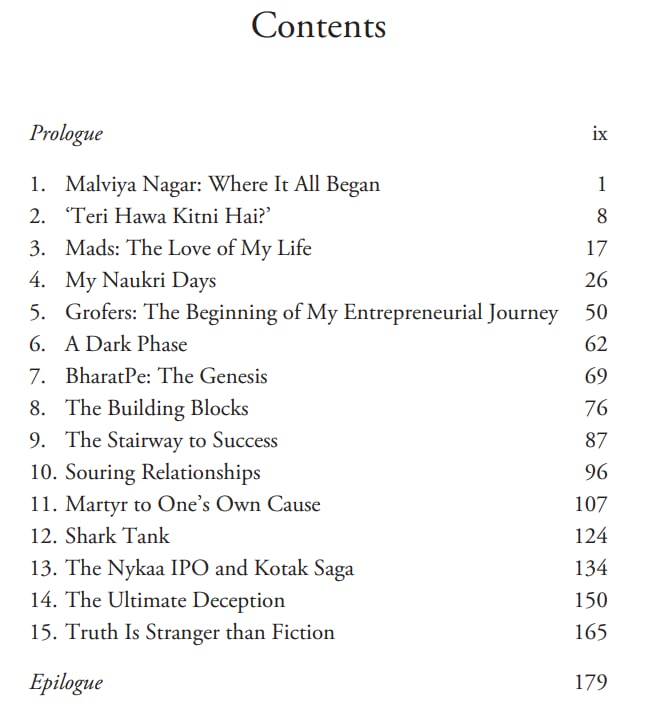 Contents
Prologue ix
1. Malviya Nagar: Where It All Began 1
2. ‘Teri Hawa Kitni Hai?’ 8
3. Mads: The Love of My Life 17
4. My Naukri Days 26
5. Grofers: The Beginning of My Entrepreneurial Journey 50
6. A Dark Phase 62
7. BharatPe: The Genesis 69
8. The Building Blocks 76
9. The Stairway to Success 87
10. Souring Relationships 96
11. Martyr to One’s Own Cause 107
12. Shark Tank 124
13. The Nykaa IPO and Kotak Saga 134
14. The Ultimate Deception 150
15. Truth Is Stranger than Fiction 165
Epilogue 179